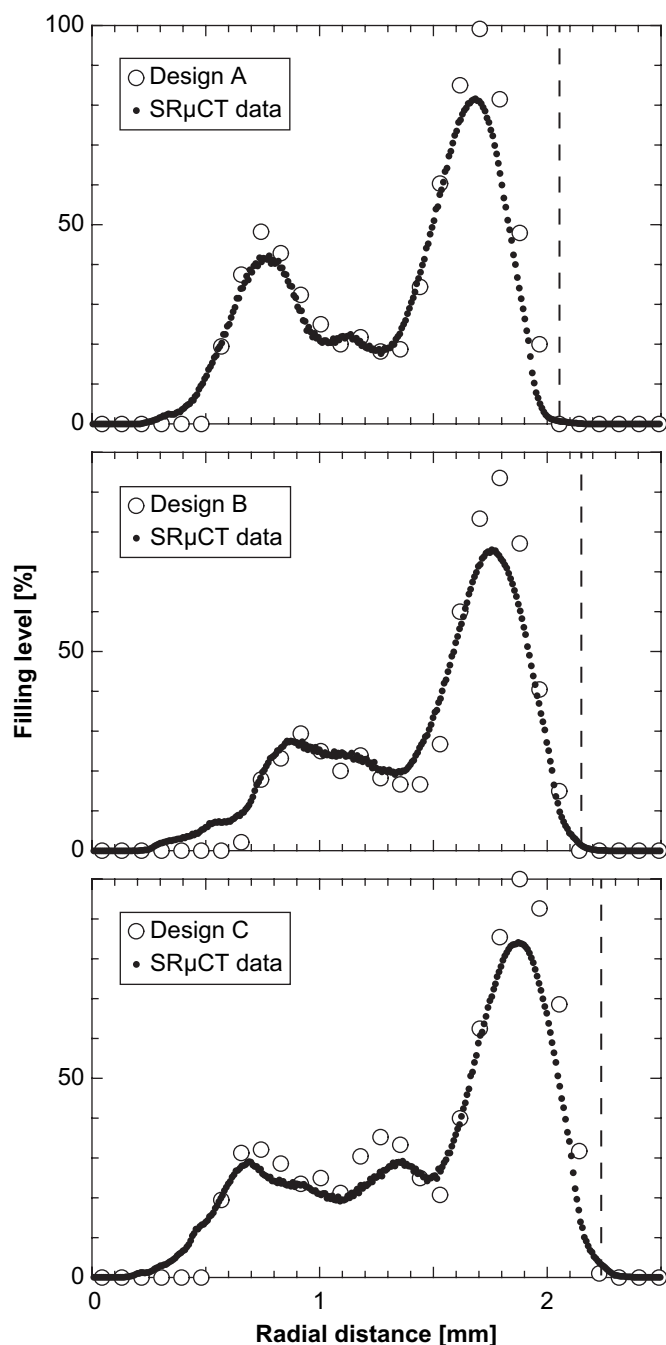 100
Design A
SRµCT data
50
0
Design B
SRµCT data
50
0
Filling level [%]
Design C
SRµCT data
50
0
0 1 2
Radial distance [mm]